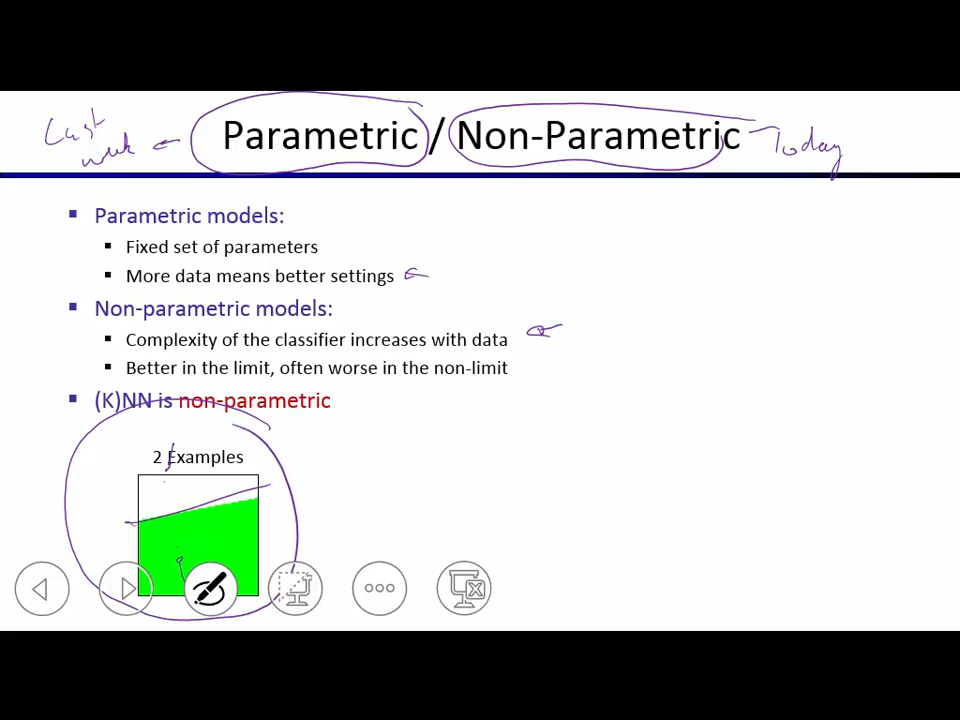 Last week Parametric / Non-Parametric Today
Parametric models:
Fixed set of parameters
More data means better settings
Non-parametric models:
Complexity of the classifier increases with data
Better in the limit, often worse in the non-limit
(K)NN is non-parametric
2 Examples